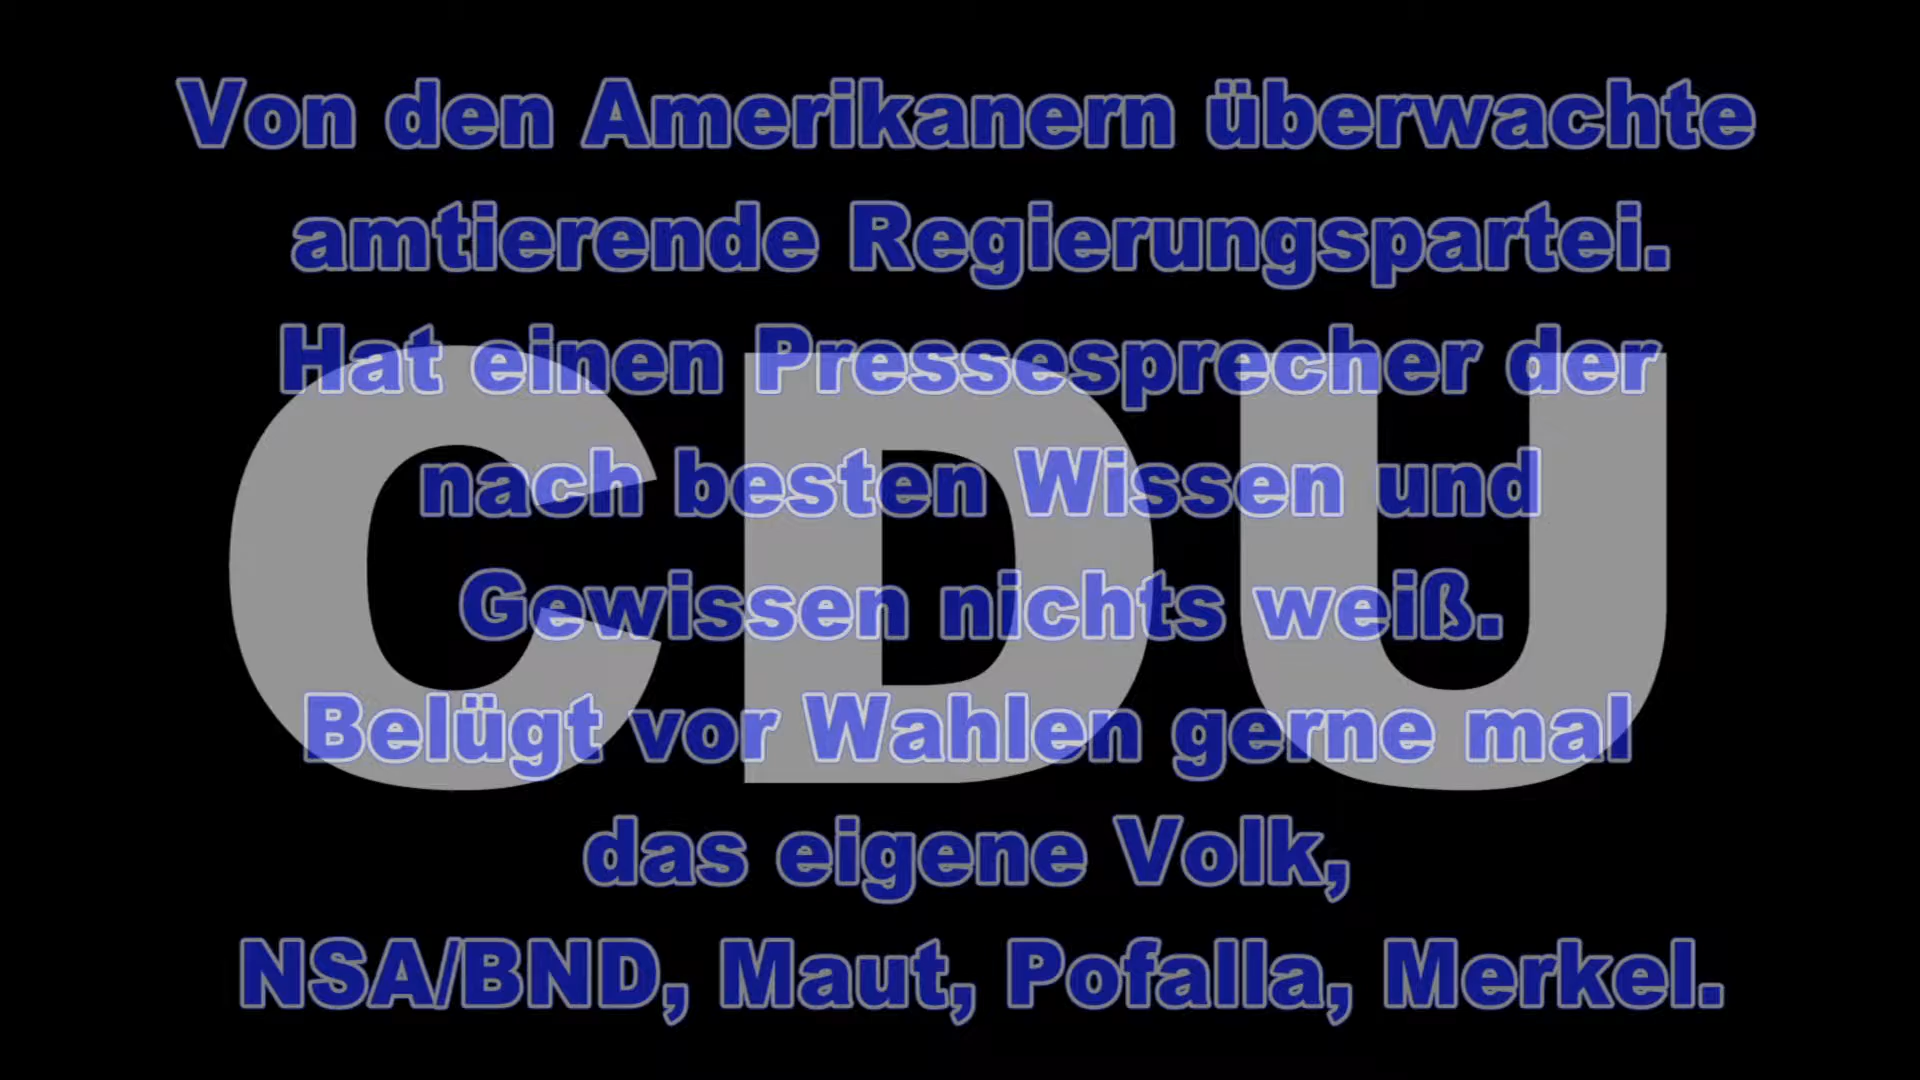 Von den Amerikanern überwachte
amtierende Regierungspartei.
Hat einen Pressesprecher der
nach besten Wissen und
Gewissen nichts weiß.
Belügt vor Wahlen gerne mal
das eigene Volk,
NSA/BND, Maut, Pofalla, Merkel.
CDU